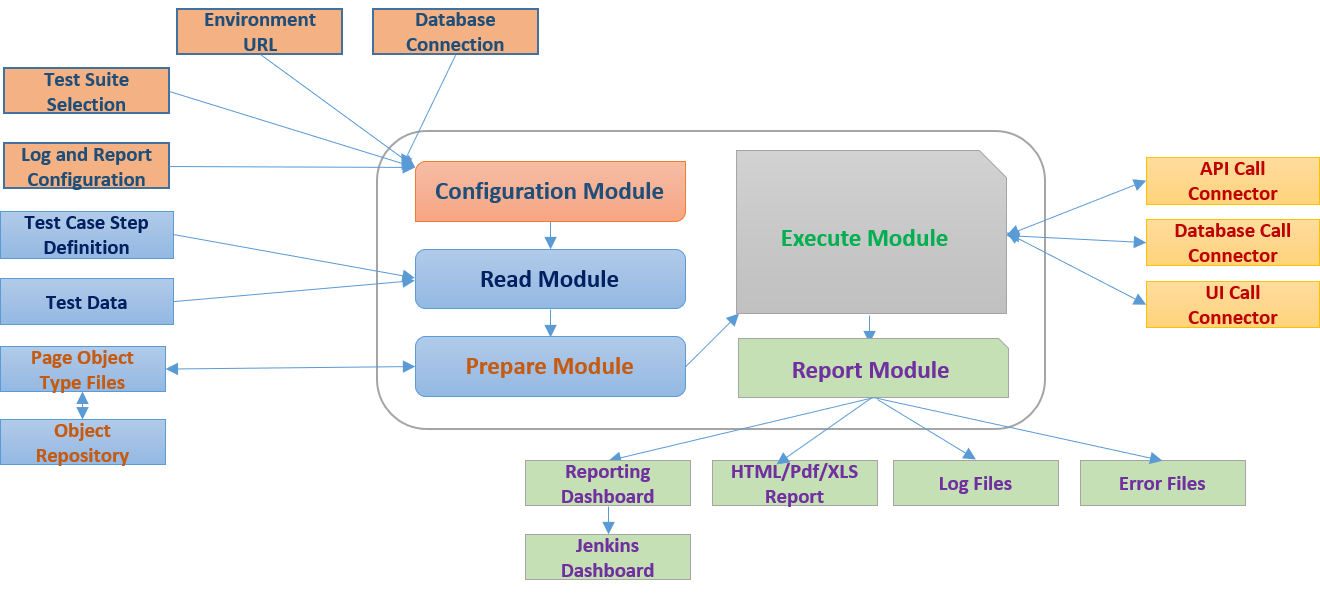 Environment
URL
Database
Connection
Test Suite
Selection
Log and Report
Configuration
Test Case Step
Definition
Test Data
Page Object
Type Files
Object
Repository
Configuration Module
Read Module
Prepare Module
Execute Module
Report Module
API Call
Connector
Database Call
Connector
UI Call
Connector
Reporting
Dashboard
HTML/Pdf/XLS
Report
Log Files
Error Files
Jenkins
Dashboard